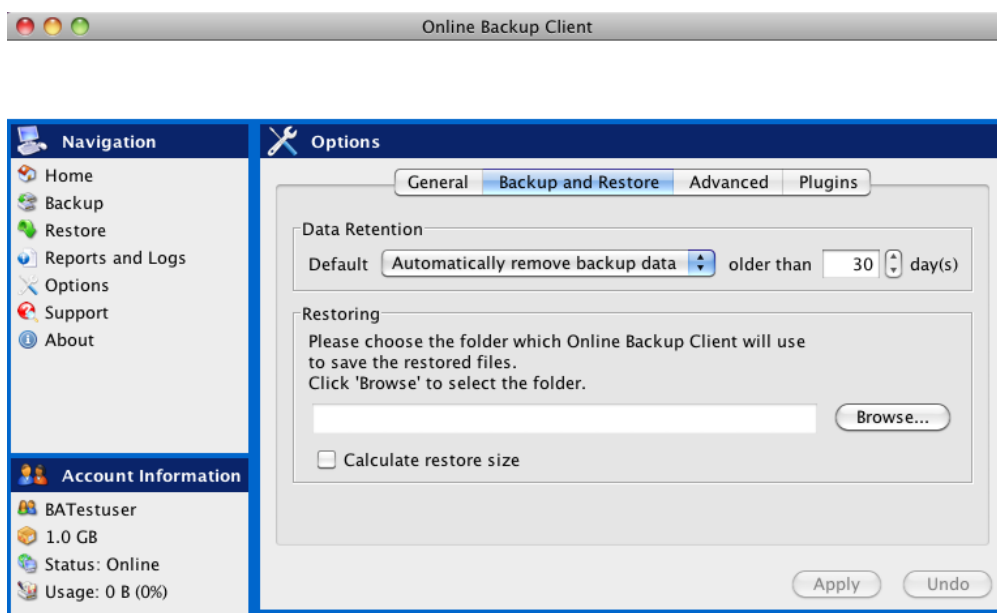 Online Backup Client
Navigation
Home
Backup
Restore
Reports and Logs
Options
Support
About
Account Information
BATestuser
1.0 GB
Status: Online
Usage: 0 B (0%)
Options
General Backup and Restore Advanced Plugins
Data Retention
Default Automatically remove backup data older than 30 day(s)
Restoring
Please choose the folder which Online Backup Client will use
to save the restored files.
Click 'Browse' to select the folder.
Browse...
Calculate restore size
Apply Undo